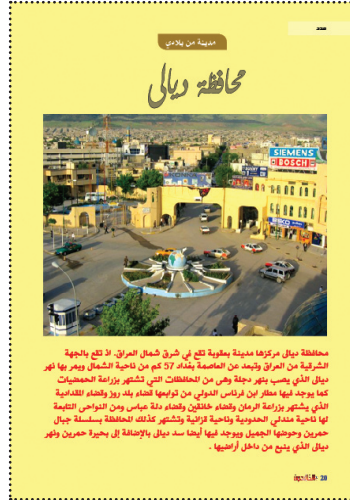 مدد
مدينة من بلادي
محافظة ديالى
SIEMENS
BOSCH
محافظة ديالى مركزها مدينة بعقوبة تقع في شرق شمال العراق. اذ تقع بالجهة
الشرقية من العراق وتبعد عن العاصمة بغداد 57 كم من ناحية الشمال ويمر بها نهر
ديالى الذي يصب بنهر دجلة وهى من المحافظات التي تشتهر بزراعة الحمضيات
كما يوجد فيها مطار ابن فرناس الدولي من توابعها قضاء بلد روز وقضاء المقدادية
الذي يشتهر بزراعة الرمان وقضاء خانقين وقضاء دلة عباس ومن النواحي التابعة
لها ناحية مندلي الحدودية وناحية قزانية وتشتهر كذلك المحافظة بسلسلة جبال
حمرين وحوضها الجميل ويوجد فيها أيضا سد ديالى بالإضافة إلى بحيرة حمرين ونهر
ديالى الذي ينبع من داخل أراضيها .
20